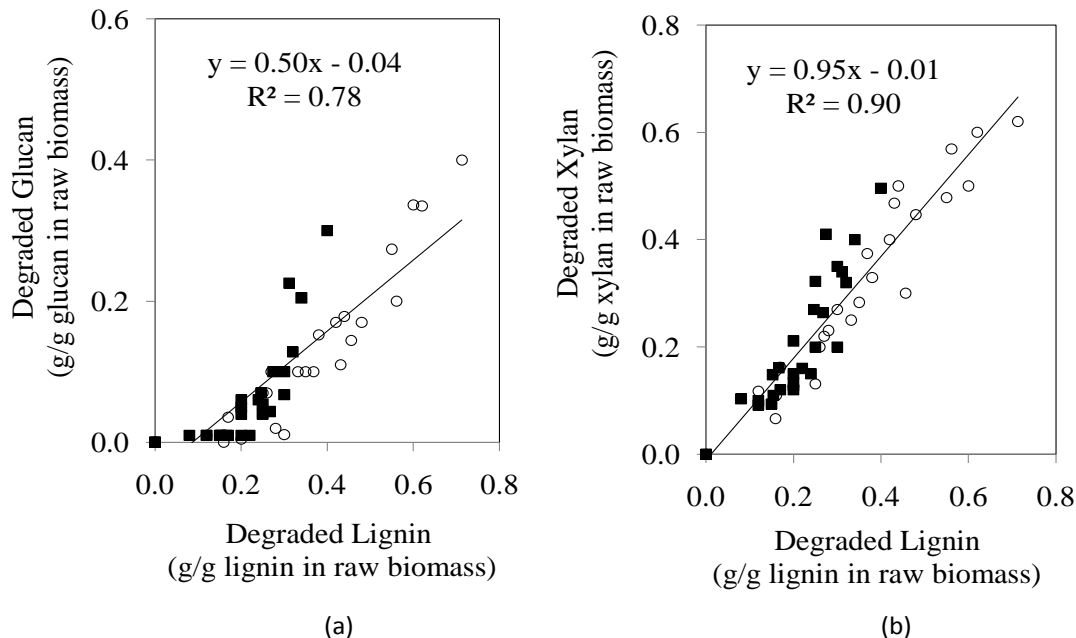 0.6
y = 0.50x - 0.04
R² = 0.78
0.4
0.2
0.0
Degraded Glucan
(g/g glucan in raw biomass)
0.0 0.2 0.4 0.6 0.8
Degraded Lignin
(g/g lignin in raw biomass)
(a)
0.8
y = 0.95x - 0.01
R² = 0.90
0.6
0.4
0.2
0.0
Degraded Xylan
(g/g xylan in raw biomass)
0.0 0.2 0.4 0.6 0.8
Degraded Lignin
(g/g lignin in raw biomass)
(b)